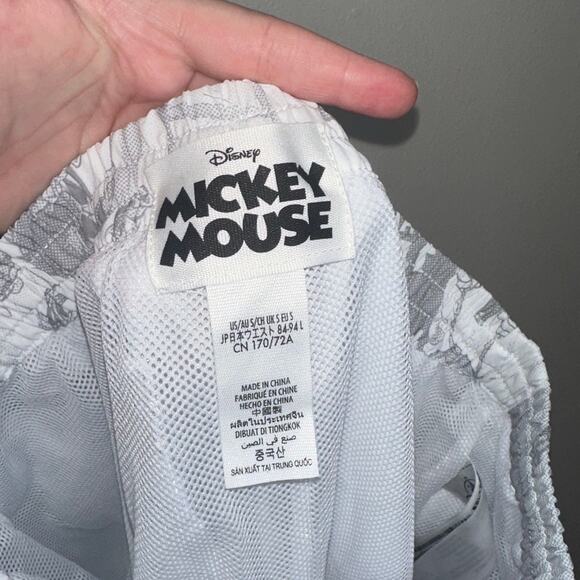 Disney
MICKEY
MOUSE
US/AU S/CH UK S EU S
JP日本ウエスト 84-94 L
CN 170/72A
MADE IN CHINA
FABRIQUÉ EN CHINE
HECHO EN CHINA
中國製
ผลิตในประเทศจีน
DIBUAT DI TIONGKOK
صنع في الصين
중국산
SẢN XUẤT TẠI TRUNG QUỐC